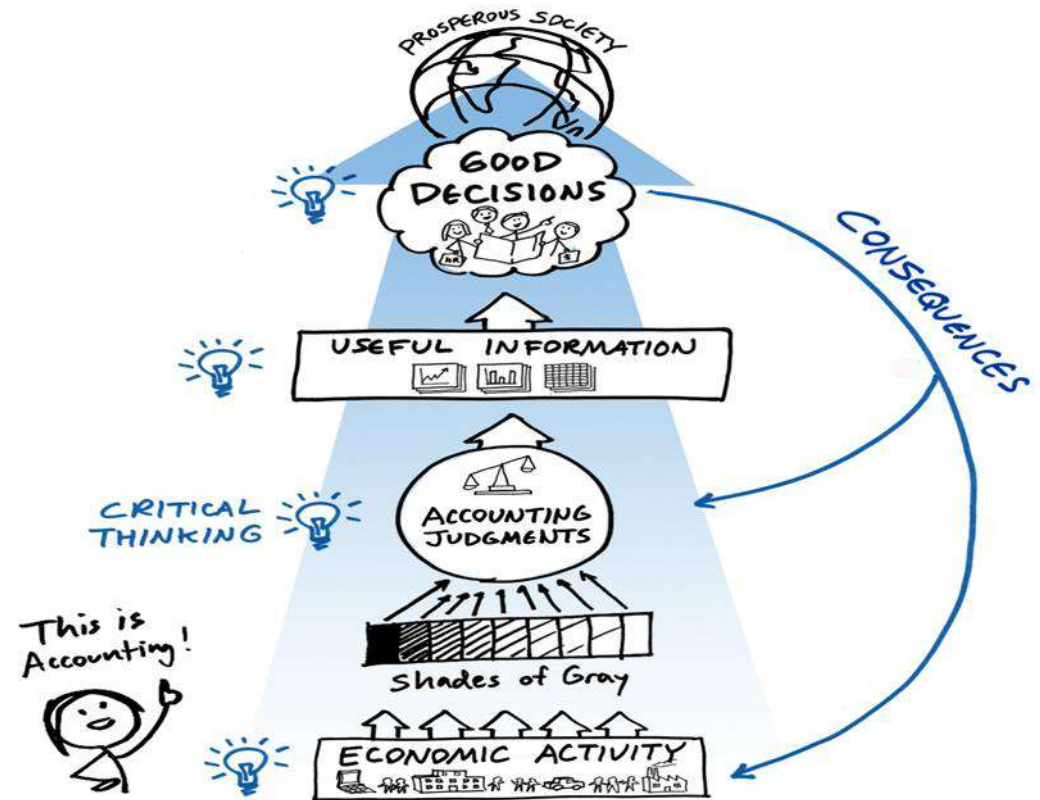 PROSPEROUS SOCIETY
GOOD
DECISIONS
HR
$
CONSEQUENCES
USEFUL INFORMATION
CRITICAL
THINKING
ACCOUNTING
JUDGMENTS
This is
Accounting!
Shades of Gray
ECONOMIC ACTIVITY